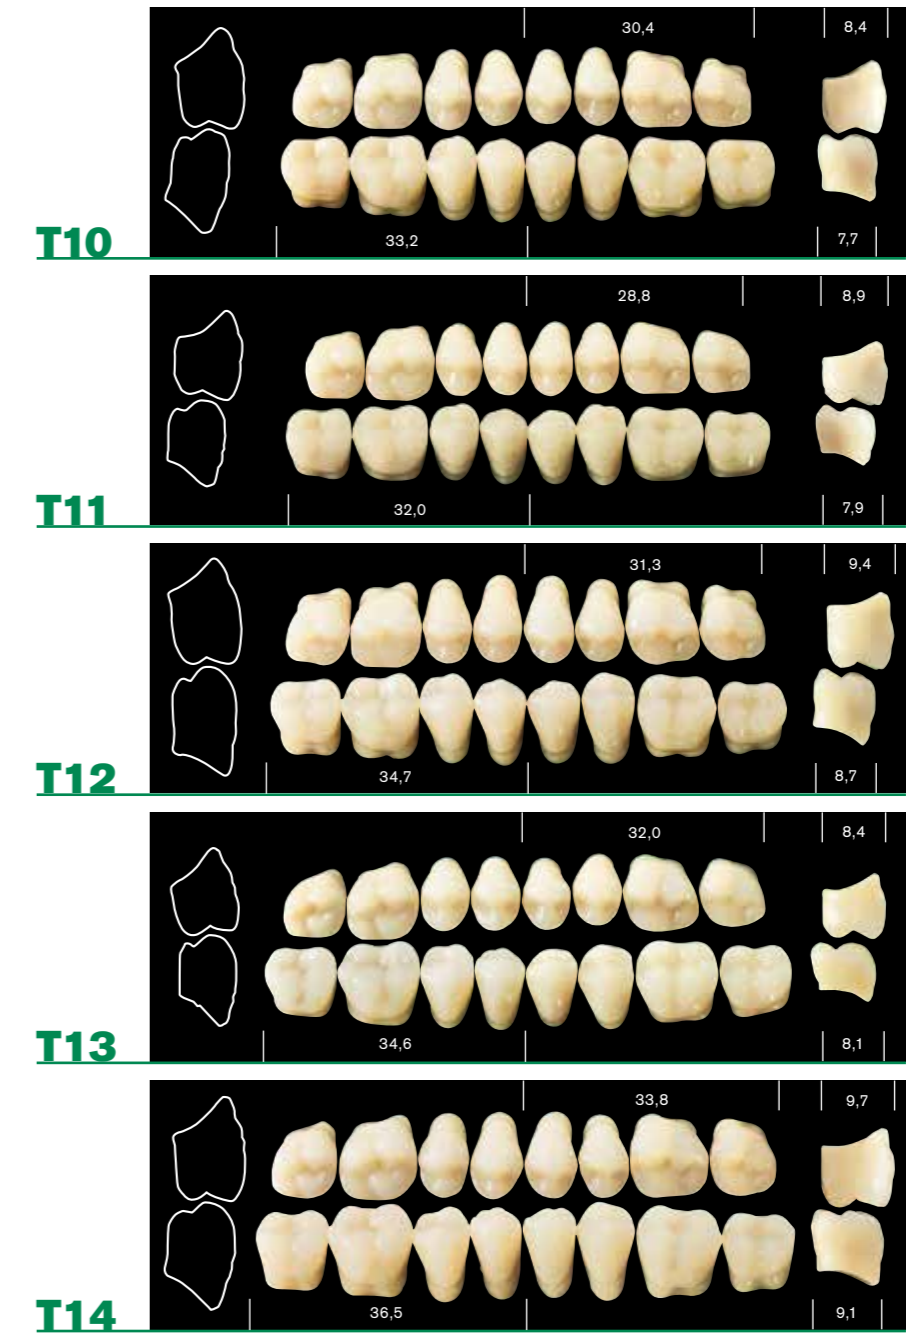 30,4 8,4
T10 33,2 7,7
28,8 8,9
T11 32,0 7,9
31,3 9,4
T12 34,7 8,7
32,0 8,4
T13 34,6 8,1
33,8 9,7
T14 36,5 9,1